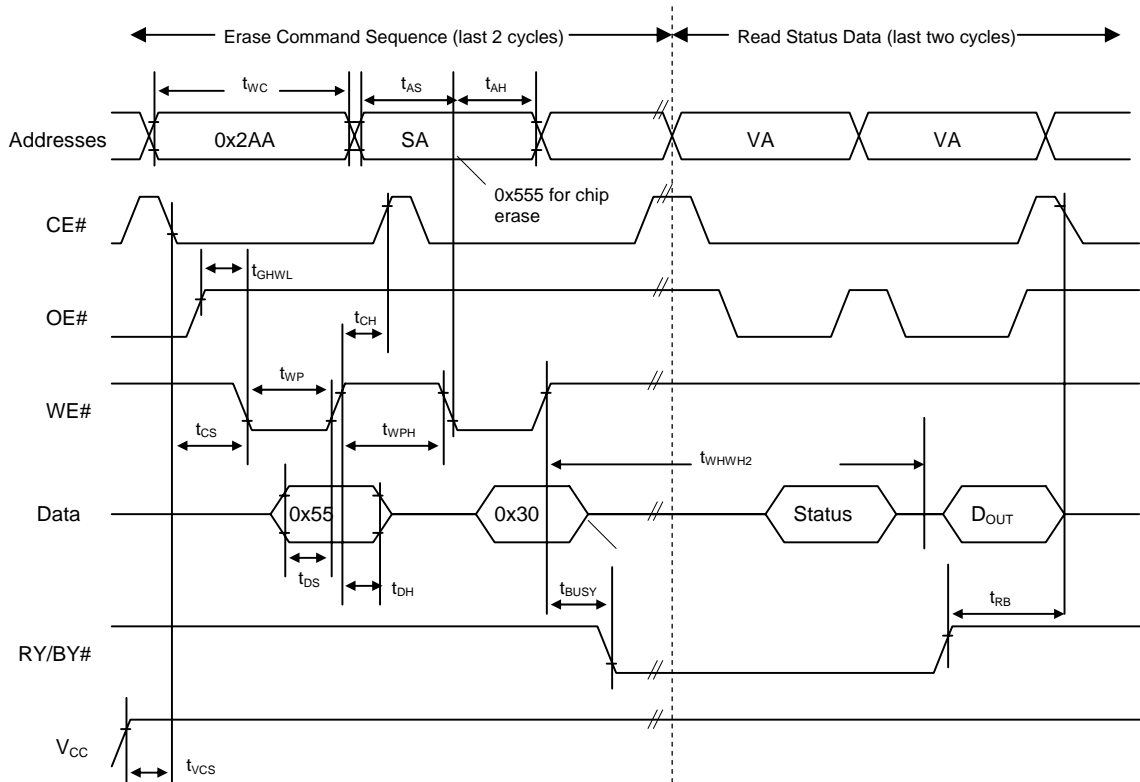 Erase Command Sequence (last 2 cycles) Read Status Data (last two cycles)
tWC tAS tAH
Addresses 0x2AA SA VA VA
0x555 for chip
erase
CE#
tGHWL
OE#
tCH
tWP
WE#
tCS tWPH
tWHWH2
Data 0x55 0x30 Status DOUT
tDS tDH tBUSY tRB
RY/BY#
VCC
tVCS